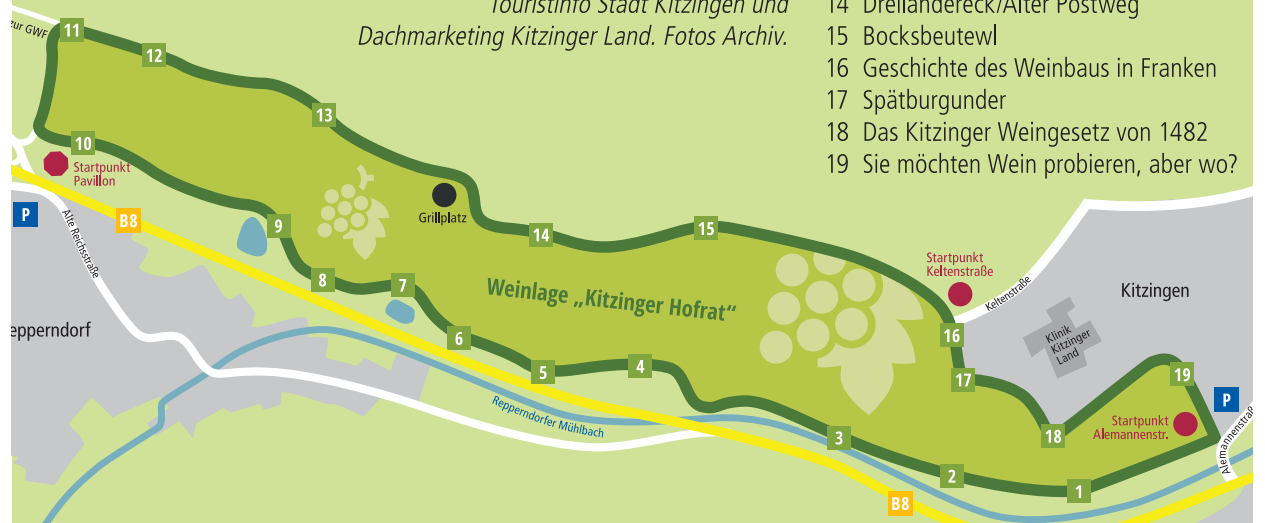 Touristinfo Stadt Kitzingen und
Dachmarketing Kitzinger Land. Fotos Archiv.
14 Dreiländereck/Alter Postweg
15 Bocksbeutewl
16 Geschichte des Weinbaus in Franken
17 Spätburgunder
18 Das Kitzinger Weingesetz von 1482
19 Sie möchten Wein probieren, aber wo?
zur GWF
11
12
13
10
Startpunkt
Pavillon
P
Alte Reichsstraße
B8
9
8
7
Grillplatz
14
15
Weinlage „Kitzinger Hofrat“
6
5
4
epperndorf
Repperndorfer Mühlbach
Startpunkt
Keltenstraße
Keltenstraße
Kitzingen
Klinik
Kitzinger
Land
16
17
18
19
P
Startpunkt
Alemannenstr.
Alemannenstraß
3
2
1
B8